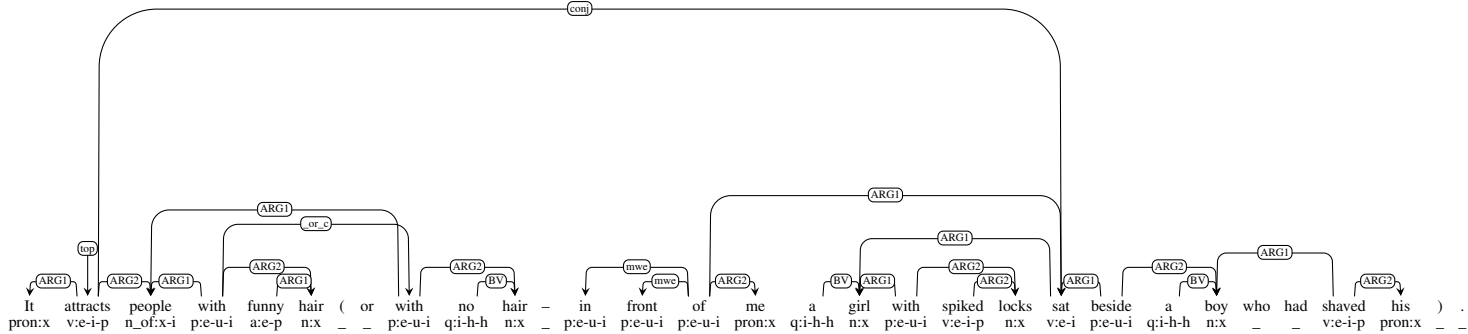 conj
ARG1
ARG1
_or_c
ARG1
ARG1
top
ARG2
mwe
ARG2
ARG2
ARG1 ARG2 ARG1 ARG1 BV mwe ARG2 BV ARG1 ARG2 ARG1 BV ARG2
It attracts people with funny hair ( or with no hair – in front of me a girl with spiked locks sat beside a boy who had shaved his ) .
pron:x v:e-i-p n_of:x-i p:e-u-i a:e-p n:x _ _ p:e-u-i q:i-h-h n:x _ p:e-u-i p:e-u-i p:e-u-i pron:x q:i-h-h n:x p:e-u-i v:e-i-p n:x v:e-i p:e-u-i q:i-h-h n:x _ _ v:e-i-p pron:x _ _